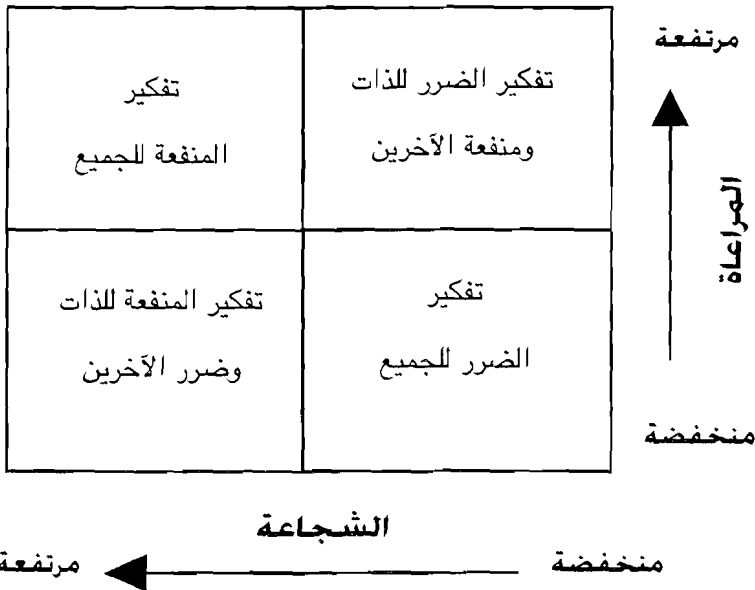 مرتفعة
المراعاة
منخفضة
تفكير الضرر للذات
ومنفعة الآخرين
تفكير
المنفعة للجميع
تفكير
الضرر للجميع
تفكير المنفعة للذات
وضرر الآخرين
الشجاعة
منخفضة
مرتفعة